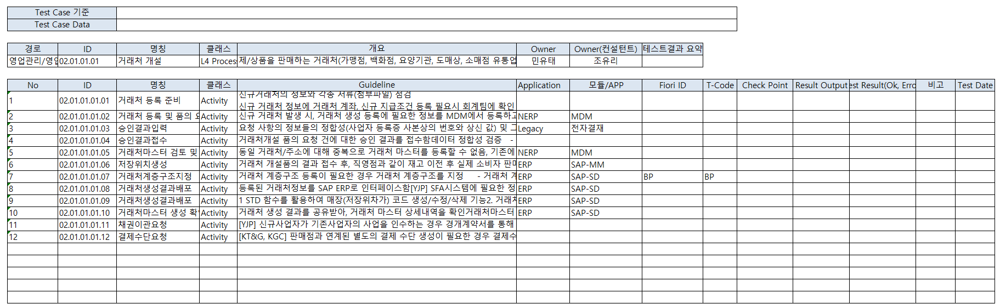 Test Case 기준
Test Case Data
경로 ID 명칭 클래스 개요 Owner Owner(컨설턴트) 테스트결과 요약
영업관리/영업 02.01.01.01 거래처 개설 L4 Process 제/상품을 판매하는 거래처(가맹점, 백화점, 요양기관, 도매상, 소매점 유통업 민유태 조유리
No ID 명칭 클래스 Guideline Application 모듈/APP Fiori ID T-Code Check Point Result Output est Result(Ok, Erro 비고 Test Date
신규거래처의 정보와 각종 서류(첨부파일) 점검
1 02.01.01.01.01 거래처 등록 준비 Activity 신규 거래처 정보에 거래처 계좌, 신규 지급조건 등록 필요시 회계팀에 확인
2 02.01.01.01.02 거래처 등록 및 품의 Activity 신규 거래처 발생 시, 거래처 생성 등록에 필요한 정보를 MDM에서 등록하고 NERP MDM
3 02.01.01.01.03 승인결과입력 Activity 요청 사항의 정보들의 정합성(사업자 등록증 사본상의 번호와 상신 값) 및 그 Legacy 전자결재
4 02.01.01.01.04 승인결과접수 Activity 거래처개설 품의 요청 건에 대한 승인 결과를 접수함데이터 정합성 검증 -
5 02.01.01.01.05 거래처마스터 검토 및 Activity 동일 거래처/주소에 대해 중복으로 거래처 마스터를 등록할 수 없음, 기존에 NERP MDM
6 02.01.01.01.06 저장위치생성 Activity 거래처 개설품의 결과 접수 후, 직영점과 같이 재고 이전 후 실제 소비자 판매 ERP SAP-MM
7 02.01.01.01.07 거래처계층구조지정 Activity 거래처 계층구조 등록이 필요한 경우 거래처 계층구조를 지정 - 거래처 계 ERP SAP-SD BP BP
8 02.01.01.01.08 거래처생성결과배포 Activity 등록된 거래처정보를 SAP ERP로 인터페이스함[YJP] SFA시스템에 필요한 정 ERP SAP-SD
9 02.01.01.01.09 거래처생성결과배포 Activity 1 STD 함수를 활용하여 매장(저장위차가) 코드 생성/수정/삭제 기능2. 거래처 ERP SAP-SD
10 02.01.01.01.10 거래처마스터 생성 확 Activity 거래처 생성 결과를 공유받아, 거래처 마스터 상세내역을 확인거래처마스터 ERP SAP-SD
11 02.01.01.01.11 채권이관요청 Activity [YJP] 신규사업자가 기존사업자의 사업을 인수하는 경우 경개계약서를 통해
12 02.01.01.01.12 결제수단요청 Activity [KT&G, KGC] 판매점과 연계된 별도의 결제 수단 생성이 필요한 경우 결제수